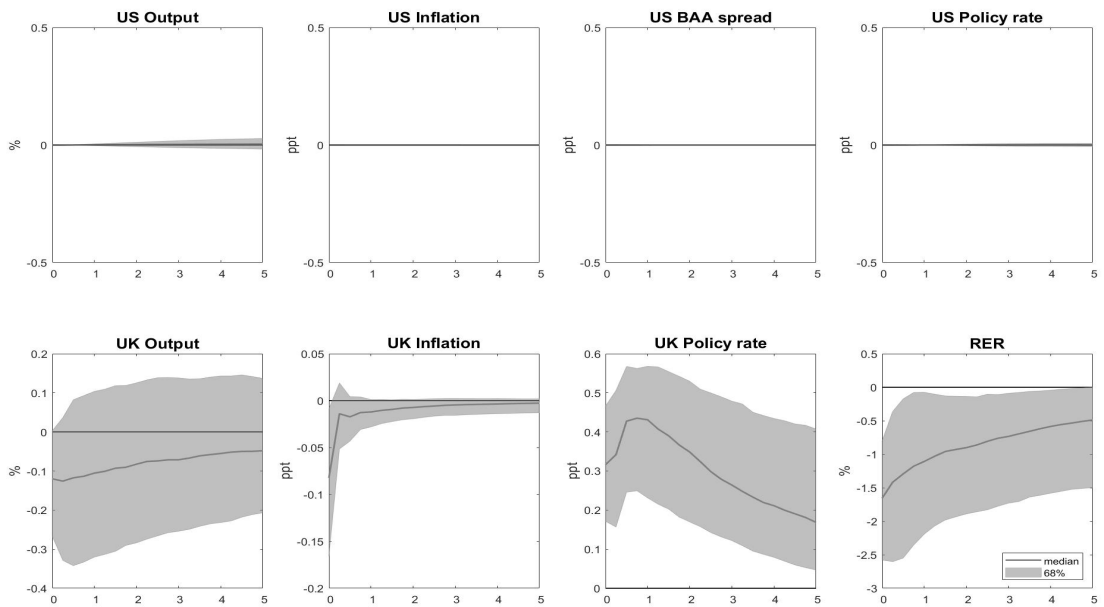 US Output
US Inflation
US BAA spread
US Policy rate
0.5
0
-0.5
%
0 1 2 3 4 5
0.5
0
-0.5
ppt
0 1 2 3 4 5
0.5
0
-0.5
ppt
0 1 2 3 4 5
0.5
0
-0.5
ppt
0 1 2 3 4 5
UK Output
UK Inflation
UK Policy rate
RER
0.2
0.1
0
-0.1
-0.2
-0.3
-0.4
%
0 1 2 3 4 5
0.05
0
-0.05
-0.1
-0.15
-0.2
ppt
0 1 2 3 4 5
0.6
0.5
0.4
0.3
0.2
0.1
0
ppt
0 1 2 3 4 5
0.5
0
-0.5
-1
-1.5
-2
-2.5
-3
%
median
68%
0 1 2 3 4 5